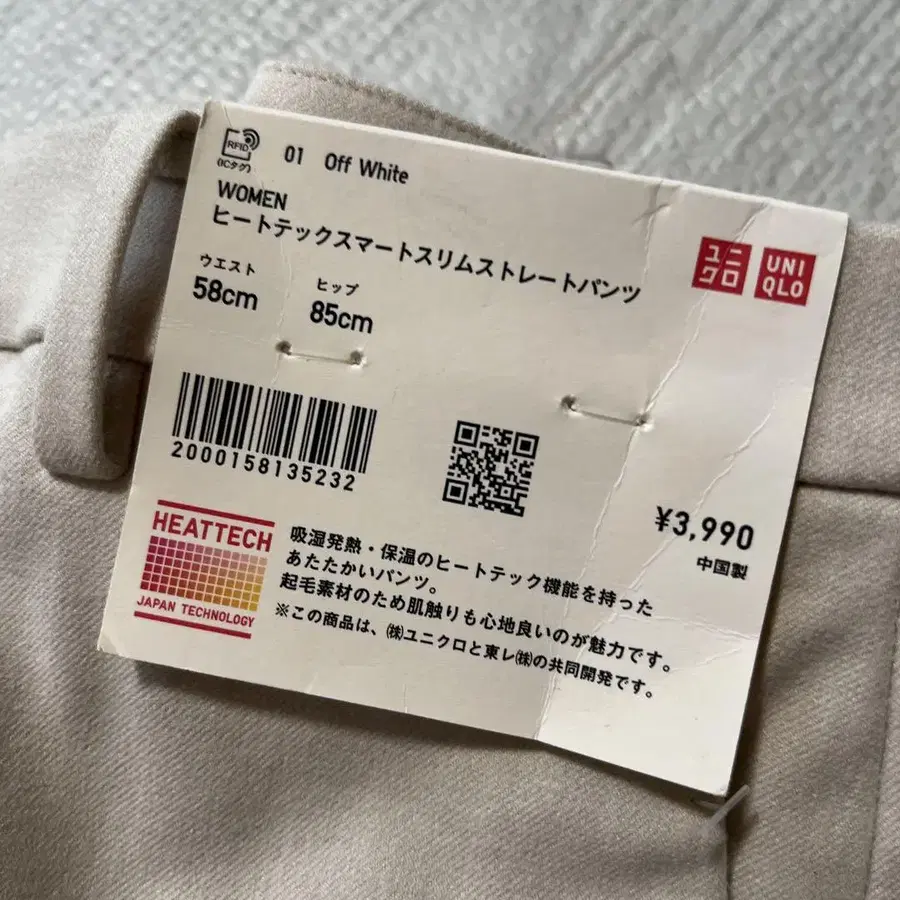 RFID
(ICタグ)
01 Off White
WOMEN
ヒートテックスマートスリムストレートパンツ
ユニクロ
UNIQLO
ウエスト
58cm
ヒップ
85cm
2000158135232
¥3,990
中国製
HEATTECH
JAPAN TECHNOLOGY
吸湿発熱・保温のヒートテック機能を持った
あたたかいパンツ。
起毛素材のため肌触りも心地良いのが魅力です。
※この商品は、㈱ユニクロと東レ㈱の共同開発です。